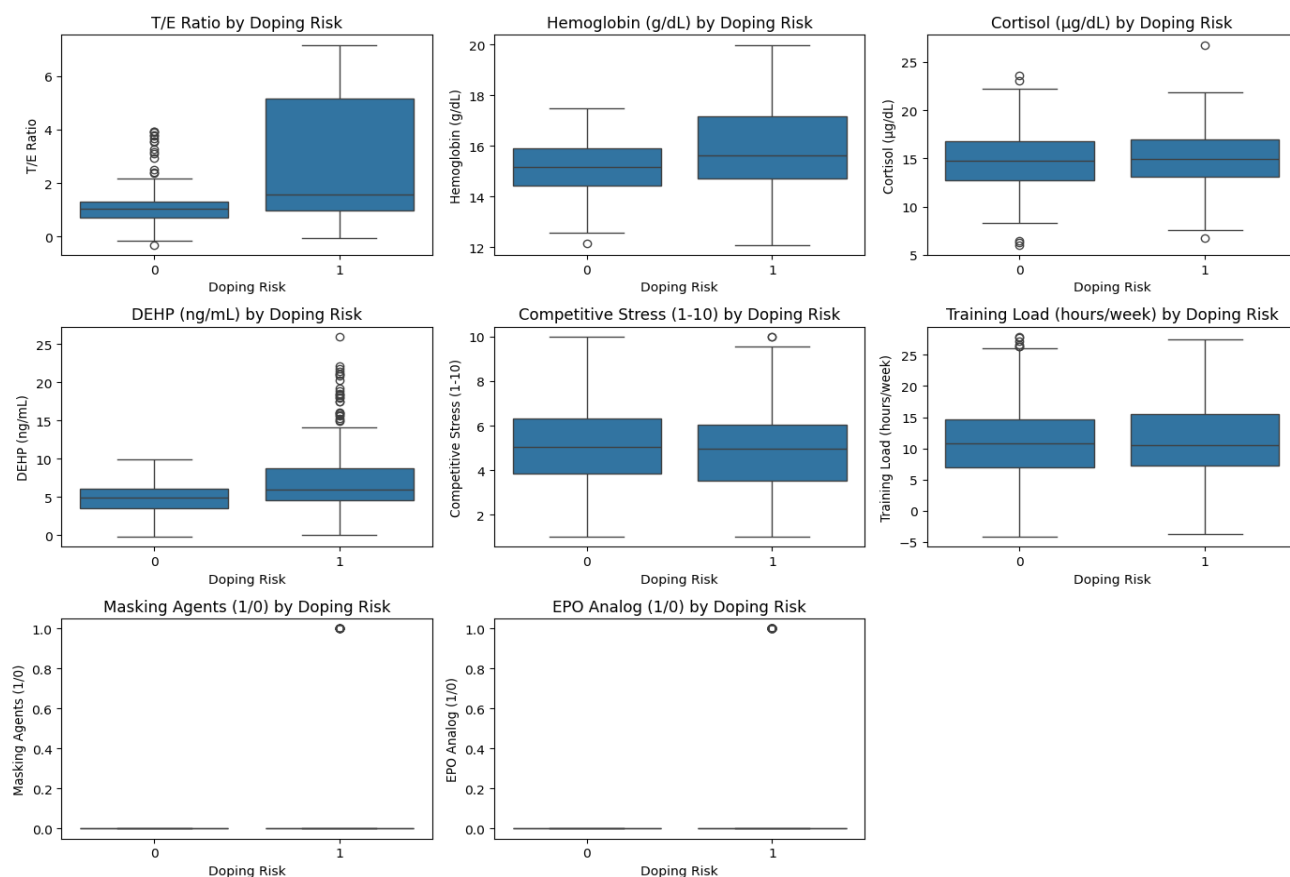 T/E Ratio by Doping Risk
T/E Ratio
6
4
2
0
0 1
Doping Risk
Hemoglobin (g/dL) by Doping Risk
Hemoglobin (g/dL)
20
18
16
14
12
0 1
Doping Risk
Cortisol (µg/dL) by Doping Risk
Cortisol (µg/dL)
25
20
15
10
5
0 1
Doping Risk
DEHP (ng/mL) by Doping Risk
DEHP (ng/mL)
25
20
15
10
5
0
0 1
Doping Risk
Competitive Stress (1-10) by Doping Risk
Competitive Stress (1-10)
10
8
6
4
2
0 1
Doping Risk
Training Load (hours/week) by Doping Risk
Training Load (hours/week)
25
20
15
10
5
0
−5
0 1
Doping Risk
Masking Agents (1/0) by Doping Risk
Masking Agents (1/0)
1.0
0.8
0.6
0.4
0.2
0.0
0 1
Doping Risk
EPO Analog (1/0) by Doping Risk
EPO Analog (1/0)
1.0
0.8
0.6
0.4
0.2
0.0
0 1
Doping Risk